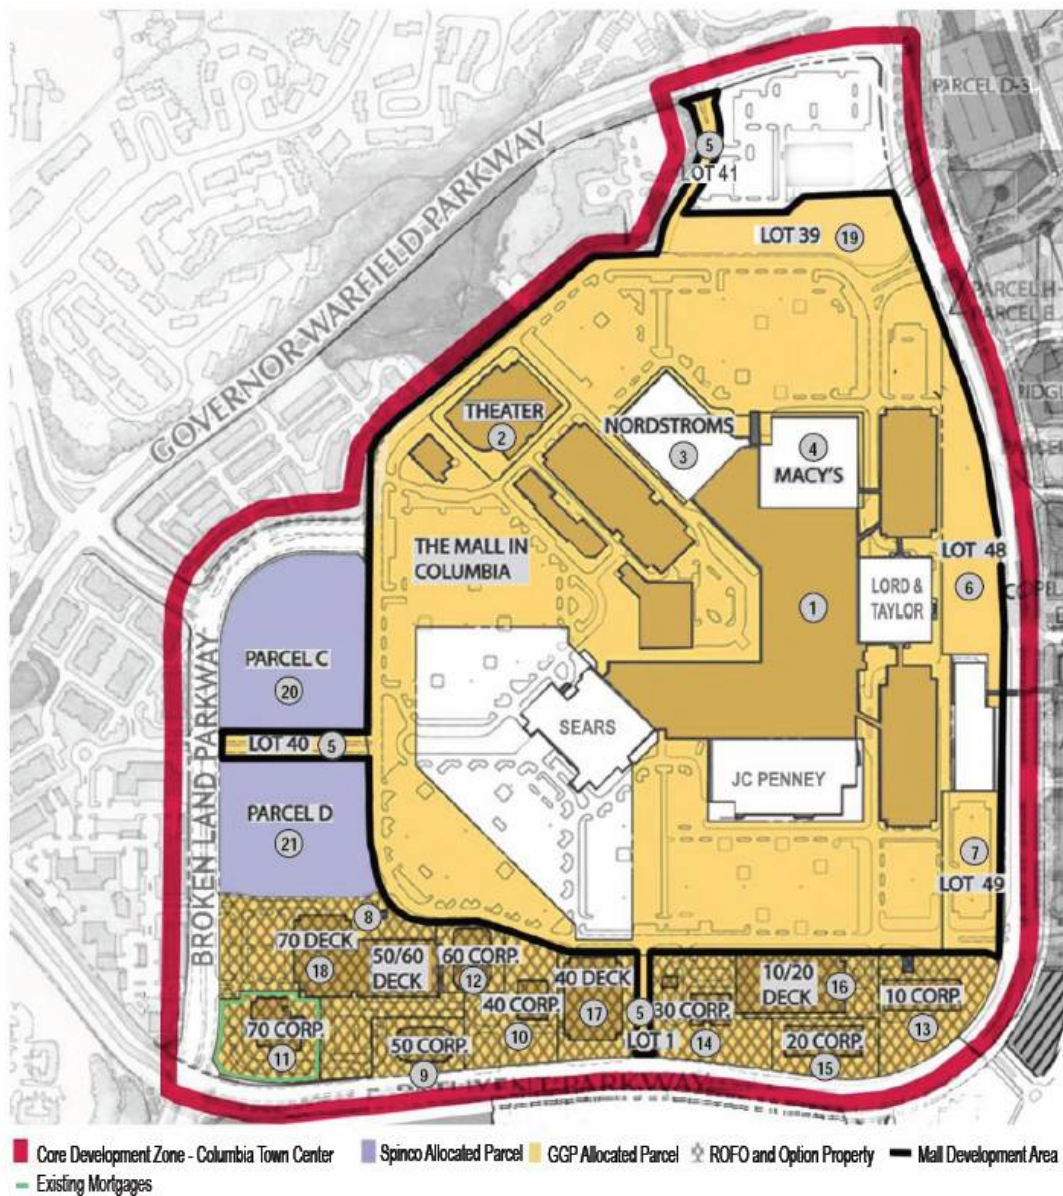 PARCEL D-3
5
LOT 41
GOVERNOR WARFIELD PARKWAY
LOT 39 19
PARCEL H
PARCEL E
THEATER
2
NORDSTROMS
3
4
MACY'S
THE MALL IN
COLUMBIA
1
LORD &
TAYLOR
LOT 48
6
PARCEL C
20
BROKEN LAND PARKWAY
LOT 40 5
SEARS
JC PENNEY
PARCEL D
21
7
LOT 49
8
70 DECK
18
50/60
DECK
60 CORP.
12
40 CORP.
10
40 DECK
17
5
LOT 1
30 CORP.
14
10/20
DECK
16
10 CORP.
13
20 CORP.
15
70 CORP.
11
50 CORP.
9
PARKWAY
Core Development Zone - Columbia Town Center Spinco Allocated Parcel GGP Allocated Parcel ROFO and Option Property Mall Development Area
Existing Mortgages